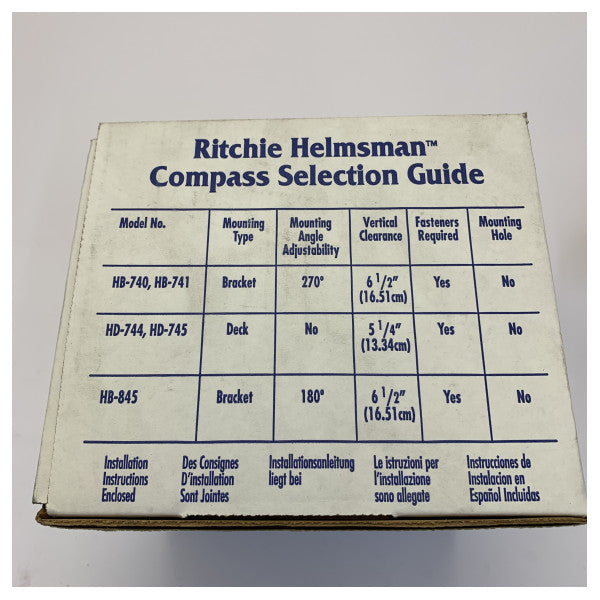 Ritchie Helmsman™
Compass Selection Guide
Model No. Mounting Type Mounting Angle Adjustability Vertical Clearance Fasteners Required Mounting Hole
HB-740, HB-741 Bracket 270° 6 1/2" (16.51cm) Yes No
HD-744, HD-745 Deck No 5 1/4" (13.34cm) Yes No
HB-845 Bracket 180° 6 1/2" (16.51cm) Yes No
Installation
Instructions
Enclosed
Des Consignes
D'installation
Sont Jointes
Installationsanleitung
liegt bei
Le istruzioni per
l'installazione
sono allegate
Instrucciones de
Instalacion en
Español Incluidas